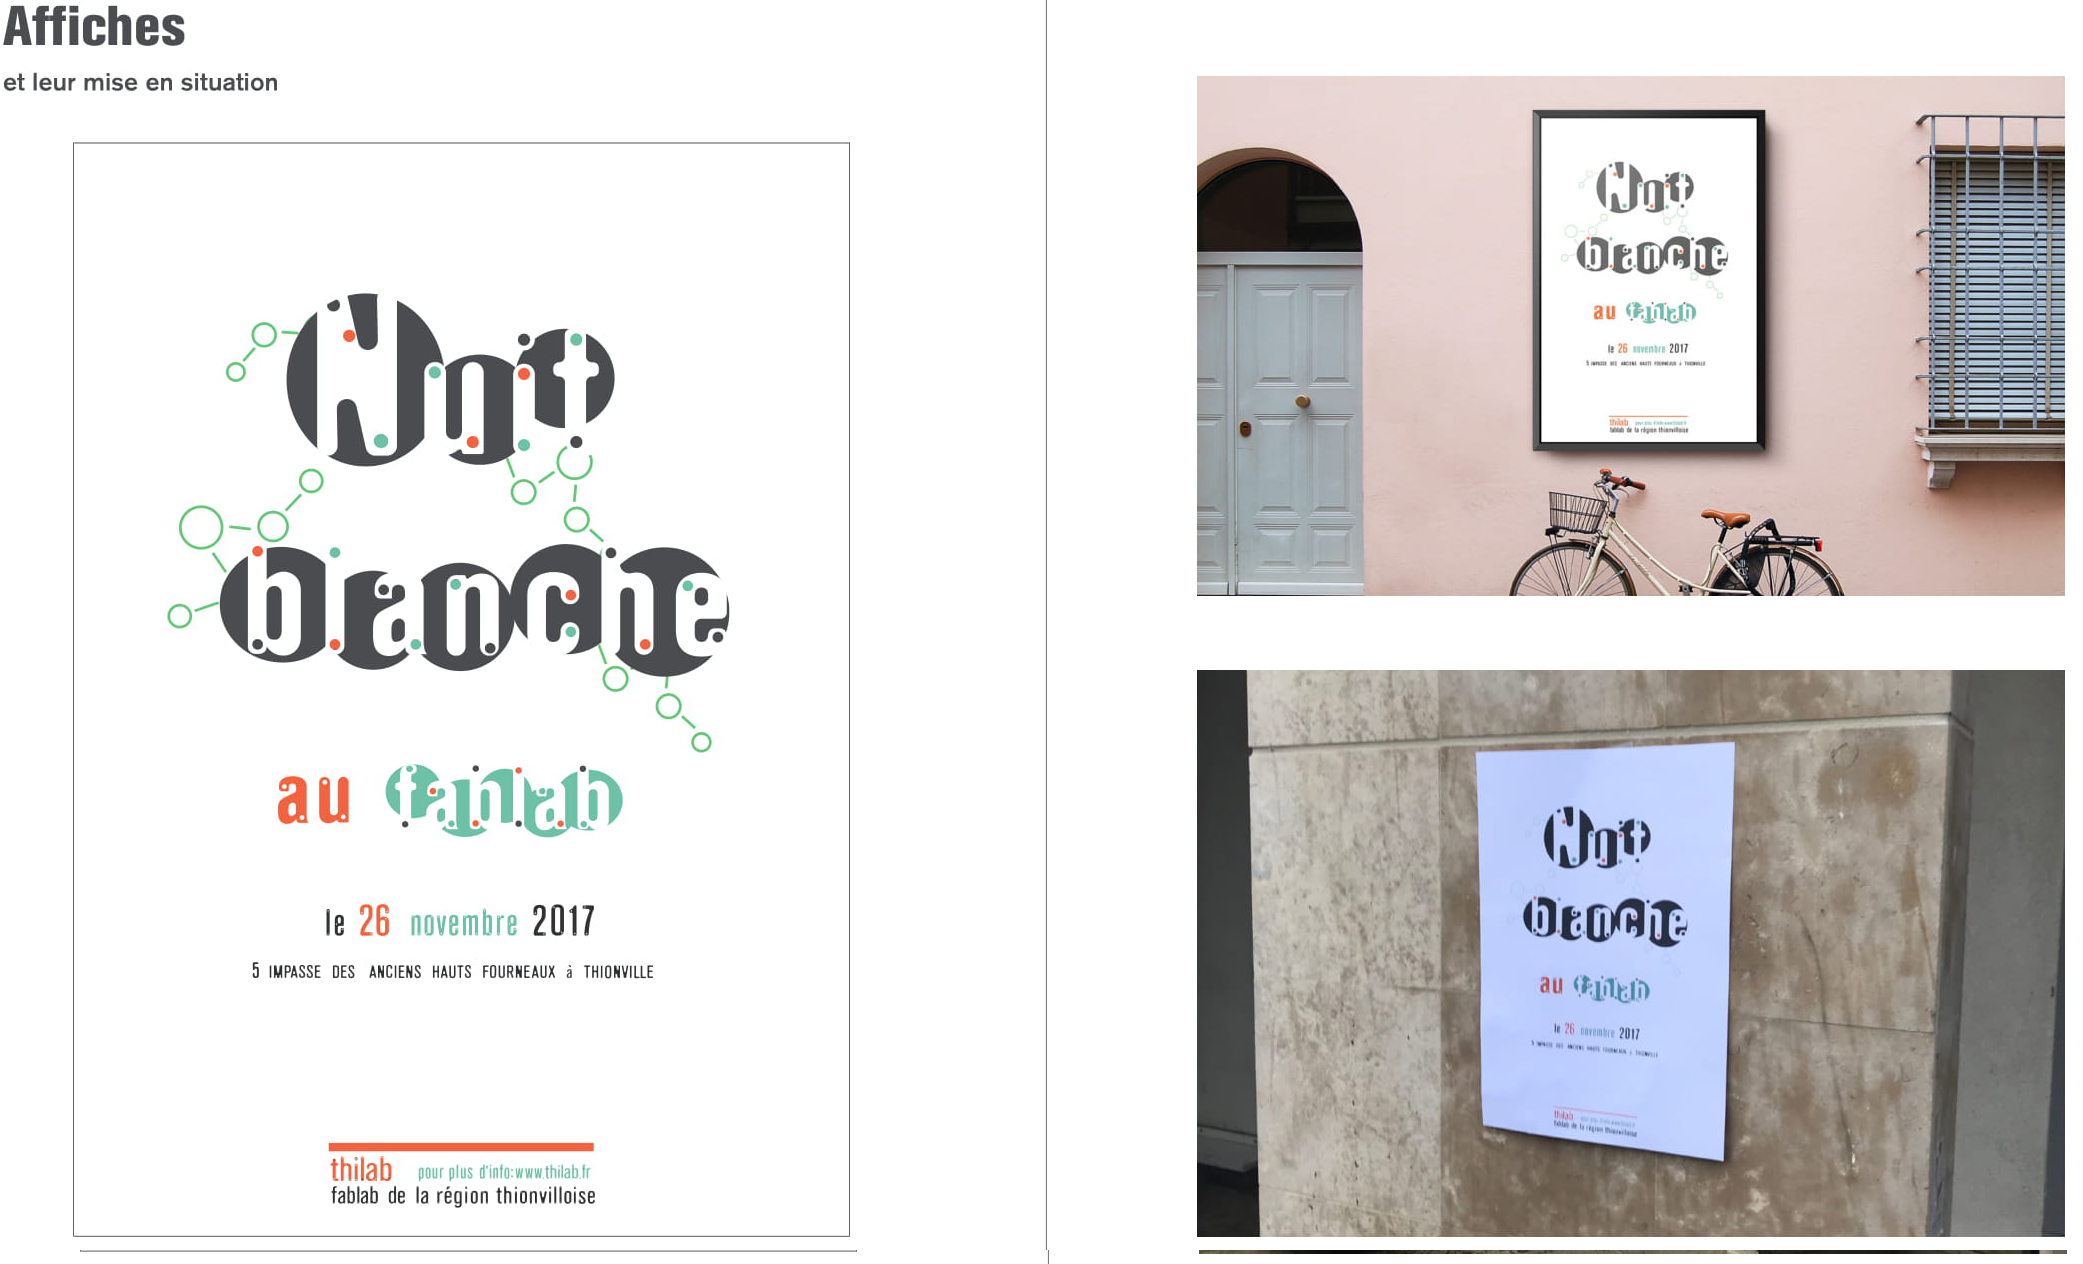 Affiches
et leur mise en situation
Nuit
blanche
au fablab
le 26 novembre 2017
5 IMPASSE DES ANCIENS HAUTS FOURNEAUX à THIONVILLE
thilab pour plus d'info:www.thilab.fr
fablab de la région thionvilloise
Nuit
blanche
au fablab
le 26 novembre 2017
5 IMPASSE DES ANCIENS HAUTS FOURNEAUX à THIONVILLE
thilab pour plus d'info:www.thilab.fr
fablab de la région thionvilloise
Nuit
blanche
au fablab
le 26 novembre 2017
5 IMPASSE DES ANCIENS HAUTS FOURNEAUX à THIONVILLE
thilab pour plus d'info:www.thilab.fr
fablab de la région thionvilloise